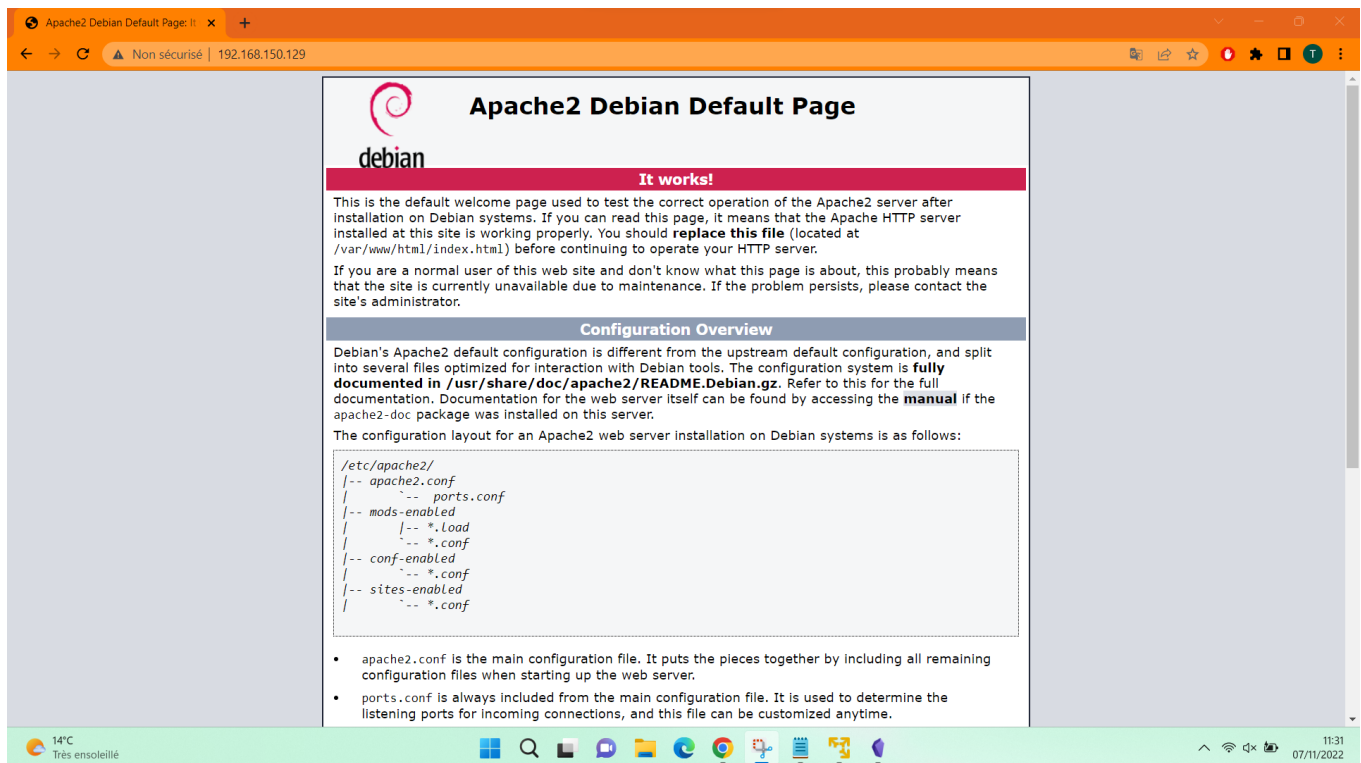 Apache2 Debian Default Page: It
Non sécurisé | 192.168.150.129
T
Apache2 Debian Default Page
debian
It works!
This is the default welcome page used to test the correct operation of the Apache2 server after
installation on Debian systems. If you can read this page, it means that the Apache HTTP server
installed at this site is working properly. You should replace this file (located at
/var/www/html/index.html) before continuing to operate your HTTP server.
If you are a normal user of this web site and don't know what this page is about, this probably means
that the site is currently unavailable due to maintenance. If the problem persists, please contact the
site's administrator.
Configuration Overview
Debian's Apache2 default configuration is different from the upstream default configuration, and split
into several files optimized for interaction with Debian tools. The configuration system is fully
documented in /usr/share/doc/apache2/README.Debian.gz. Refer to this for the full
documentation. Documentation for the web server itself can be found by accessing the manual if the
apache2-doc package was installed on this server.
The configuration layout for an Apache2 web server installation on Debian systems is as follows:
/etc/apache2/
|-- apache2.conf
|       `--  ports.conf
|-- mods-enabled
|       |-- *.load
|       `-- *.conf
|-- conf-enabled
|       `-- *.conf
|-- sites-enabled
|       `-- *.conf
• apache2.conf is the main configuration file. It puts the pieces together by including all remaining
configuration files when starting up the web server.
• ports.conf is always included from the main configuration file. It is used to determine the
listening ports for incoming connections, and this file can be customized anytime.
14°C
Très ensoleillé
11:31
07/11/2022